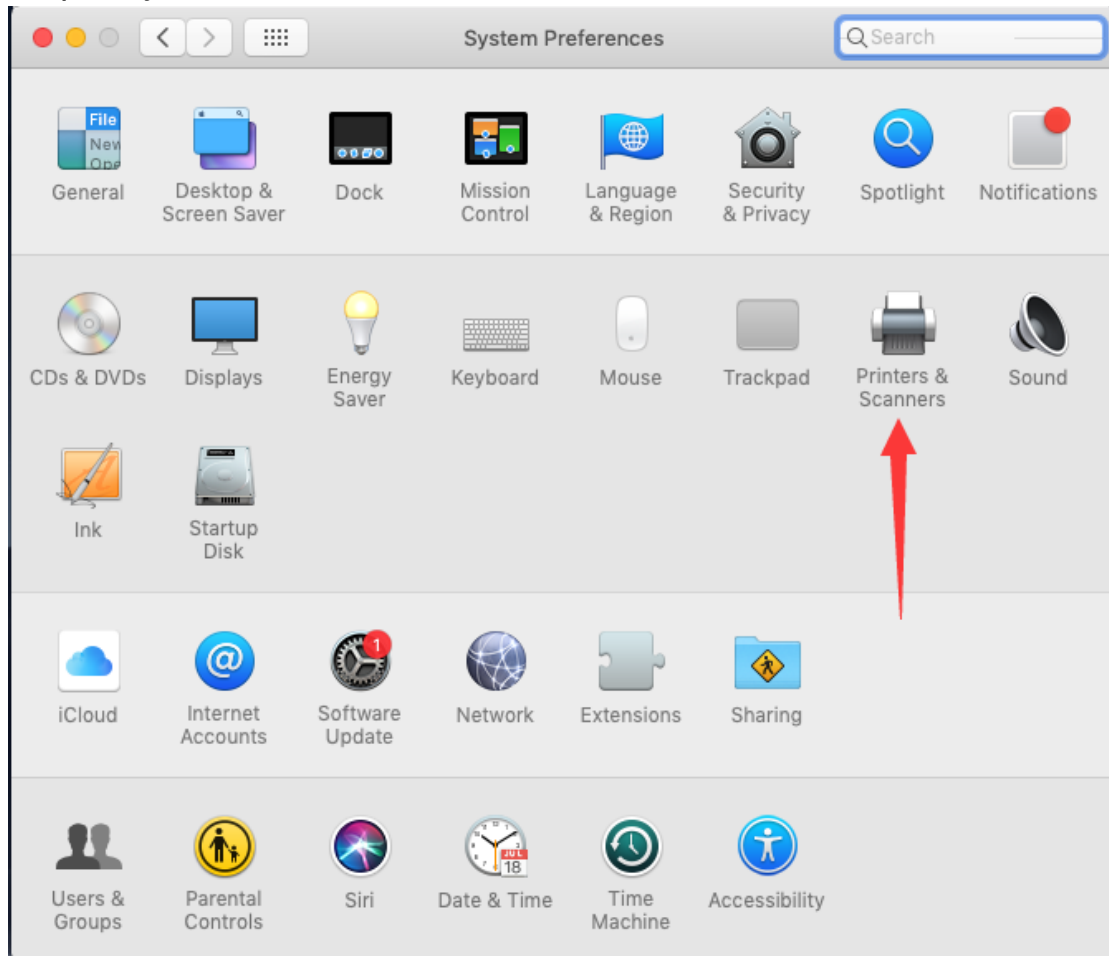 System Preferences
Search
File
New
Ope
General
Desktop &
Screen Saver
Dock
Mission
Control
Language
& Region
Security
& Privacy
Spotlight
Notifications
CDs & DVDs
Displays
Energy
Saver
Keyboard
Mouse
Trackpad
Printers &
Scanners
Sound
Ink
Startup
Disk
iCloud
@
Internet
Accounts
1
Software
Update
Network
Extensions
Sharing
Users &
Groups
Parental
Controls
Siri
JUL
18
Date & Time
Time
Machine
Accessibility